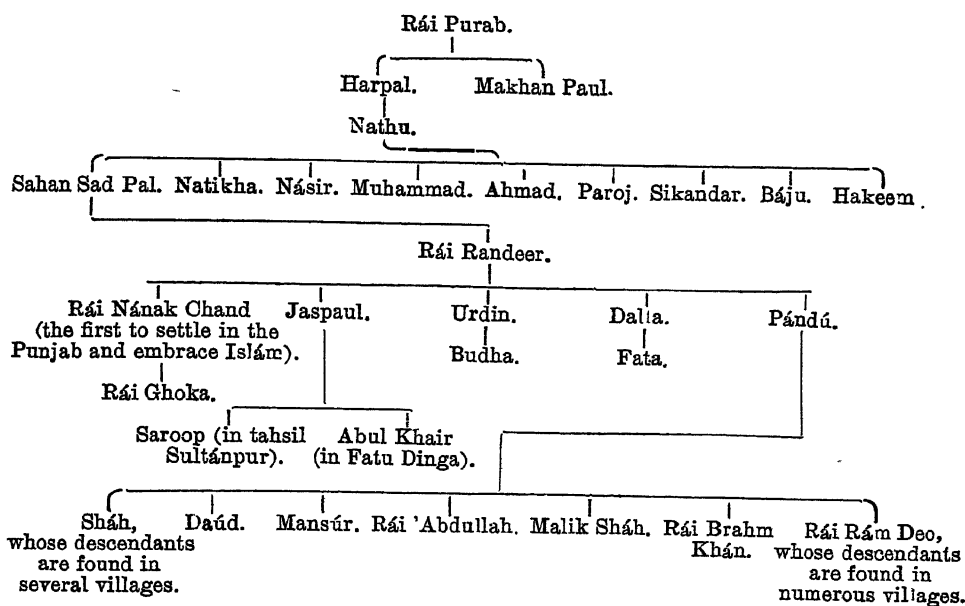 Rái Purab.
Harpal. Makhan Paul.
Nathu.
Sahan Sad Pal. Natikha. Násir. Muhammad. Ahmad. Paroj. Sikandar. Báju. Hakeem.
Rái Randeer.
Rái Nának Chand Jaspaul. Urdin. Dalla. Pándú.
(the first to settle in the
Punjab and embrace Islám). Budha. Fata.
Rái Ghoka.
Saroop (in tahsil Abul Khair
Sultánpur). (in Fatu Dinga).
Sháh, Daúd. Mansúr. Rái 'Abdullah. Malik Sháh. Rái Brahm Rái Rám Deo,
whose descendants Khán. whose descendants
are found in are found in
several villages. numerous villages.